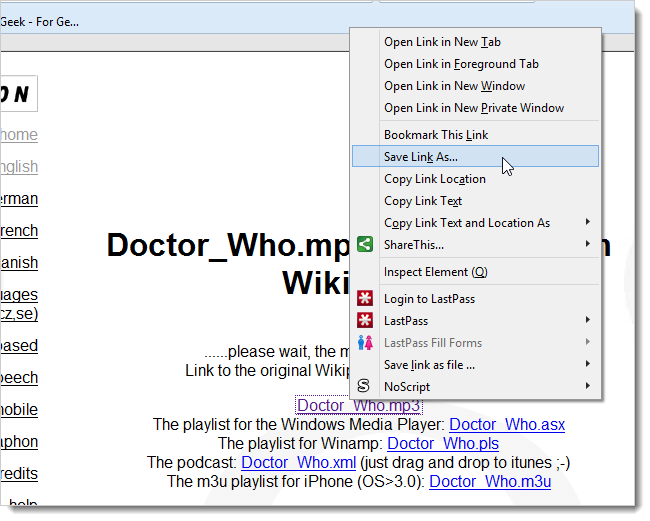 Geek - For Ge...
O N
home
nglish
erman
rench
panish
uages
cz,se)
based
peech
mobile
aphon
redits
help
Open Link in New Tab
Open Link in Foreground Tab
Open Link in New Window
Open Link in New Private Window
Bookmark This Link
Save Link As...
Copy Link Location
Copy Link Text
Copy Link Text and Location As
ShareThis...
Inspect Element (Q)
Login to LastPass
LastPass
LastPass Fill Forms
Save link as file ...
NoScript
Doctor_Who.mp
Wiki
......please wait, the m
Link to the original Wikip
Doctor_Who.mp3
The playlist for the Windows Media Player: Doctor_Who.asx
The playlist for Winamp: Doctor_Who.pls
The podcast: Doctor_Who.xml (just drag and drop to itunes ;-)
The m3u playlist for iPhone (OS>3.0): Doctor_Who.m3u